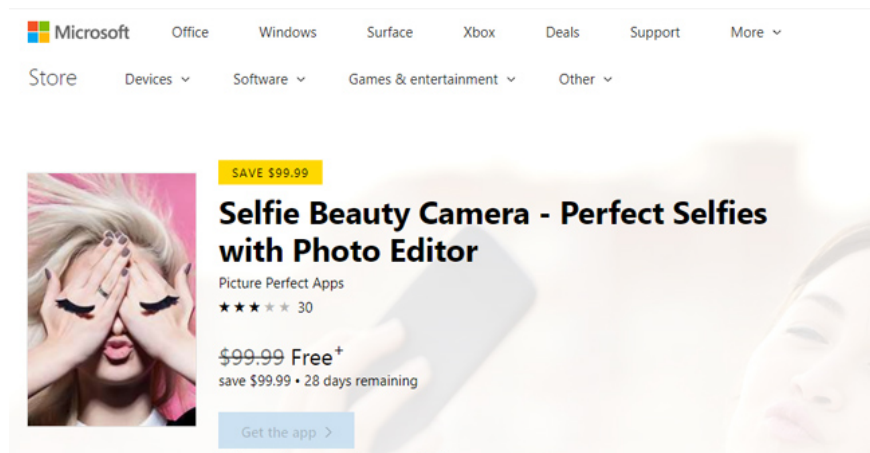 Microsoft Office Windows Surface Xbox Deals Support More
Store Devices Software Games & entertainment Other
SAVE $99.99
Selfie Beauty Camera - Perfect Selfies
with Photo Editor
Picture Perfect Apps
★★★★★ 30
$99.99 Free+
save $99.99 • 28 days remaining
Get the app >